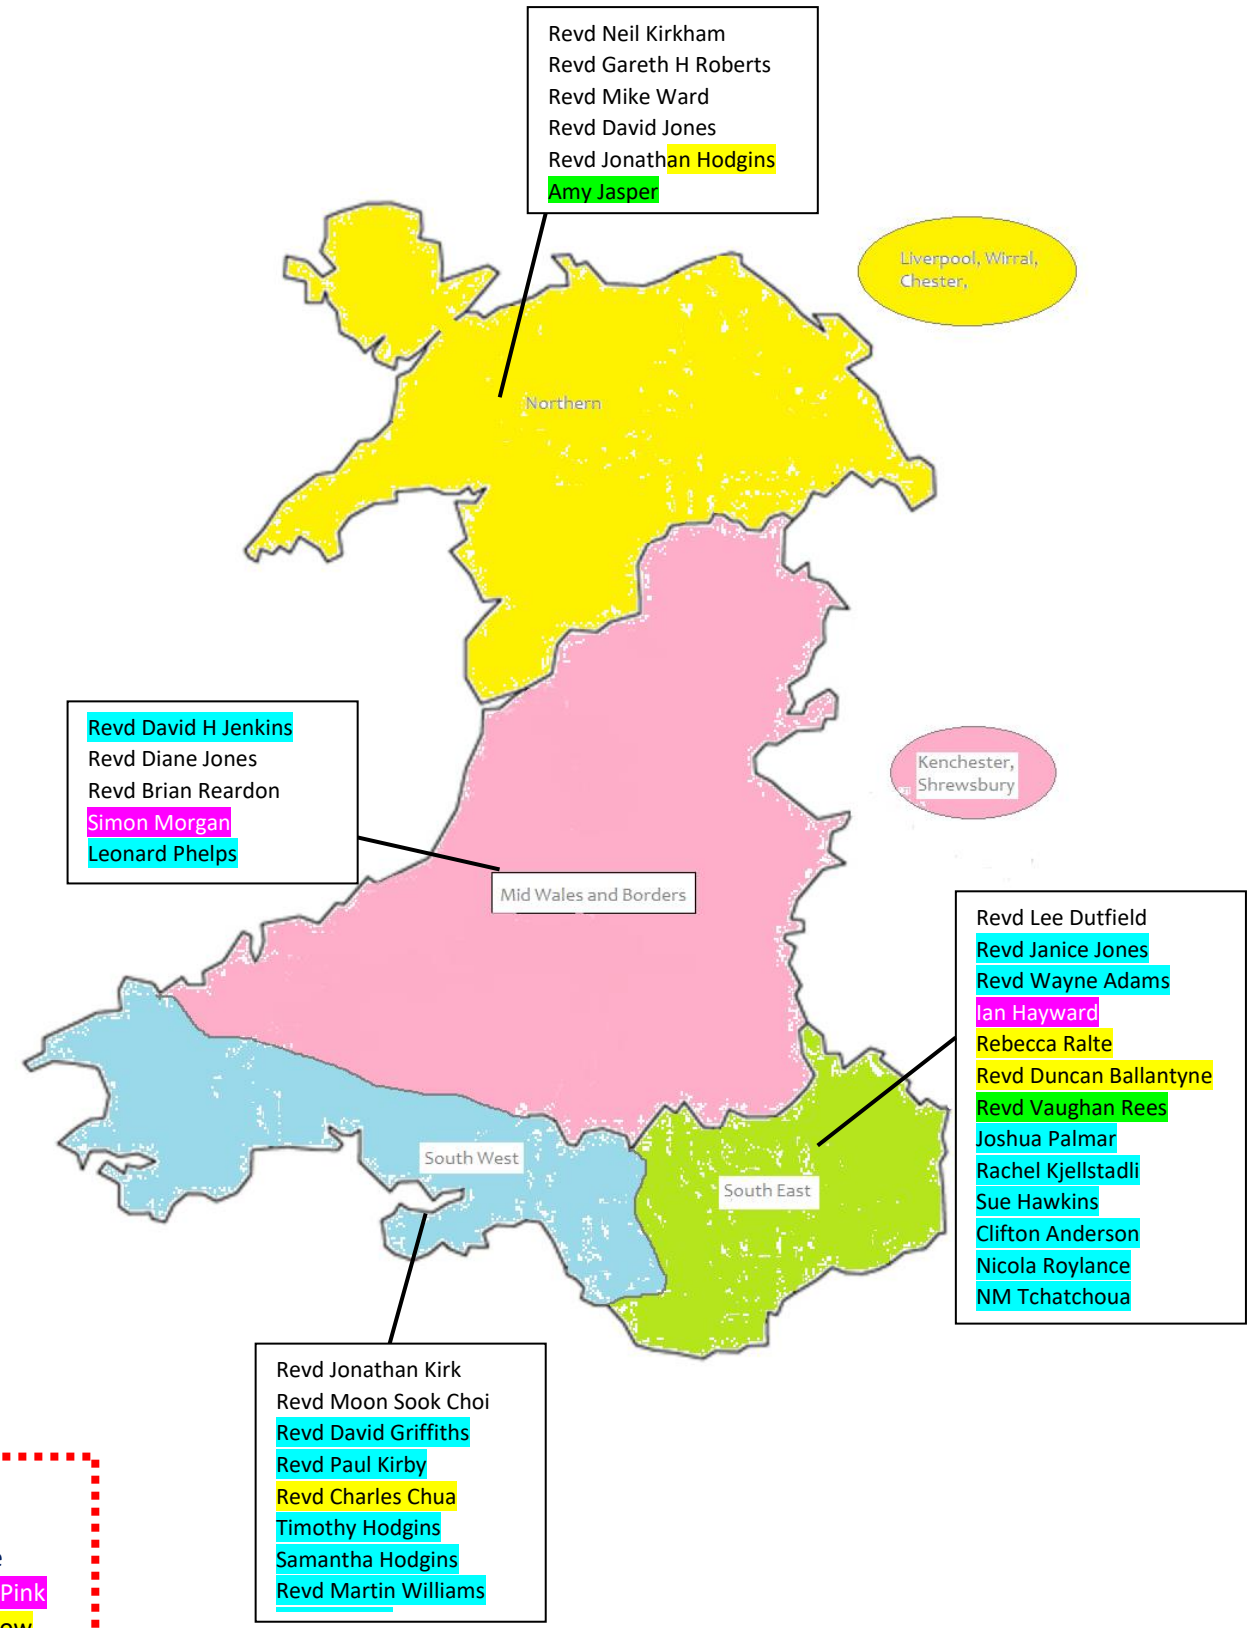 Revd Neil Kirkham
Revd Gareth H Roberts
Revd Mike Ward
Revd David Jones
Revd Jonathan Hodgins
Amy Jasper
Liverpool, Wirral,
Chester,
Northern
Revd David H Jenkins
Revd Diane Jones
Revd Brian Reardon
Simon Morgan
Leonard Phelps
Kenchester,
Shrewsbury
Mid Wales and Borders
Revd Lee Dutfield
Revd Janice Jones
Revd Wayne Adams
Ian Hayward
Rebecca Ralte
Revd Duncan Ballantyne
Revd Vaughan Rees
Joshua Palmar
Rachel Kjellstadli
Sue Hawkins
Clifton Anderson
Nicola Roylance
NM Tchatchoua
South West
South East
Revd Jonathan Kirk
Revd Moon Sook Choi
Revd David Griffiths
Revd Paul Kirby
Revd Charles Chua
Timothy Hodgins
Samantha Hodgins
Revd Martin Williams
Pink